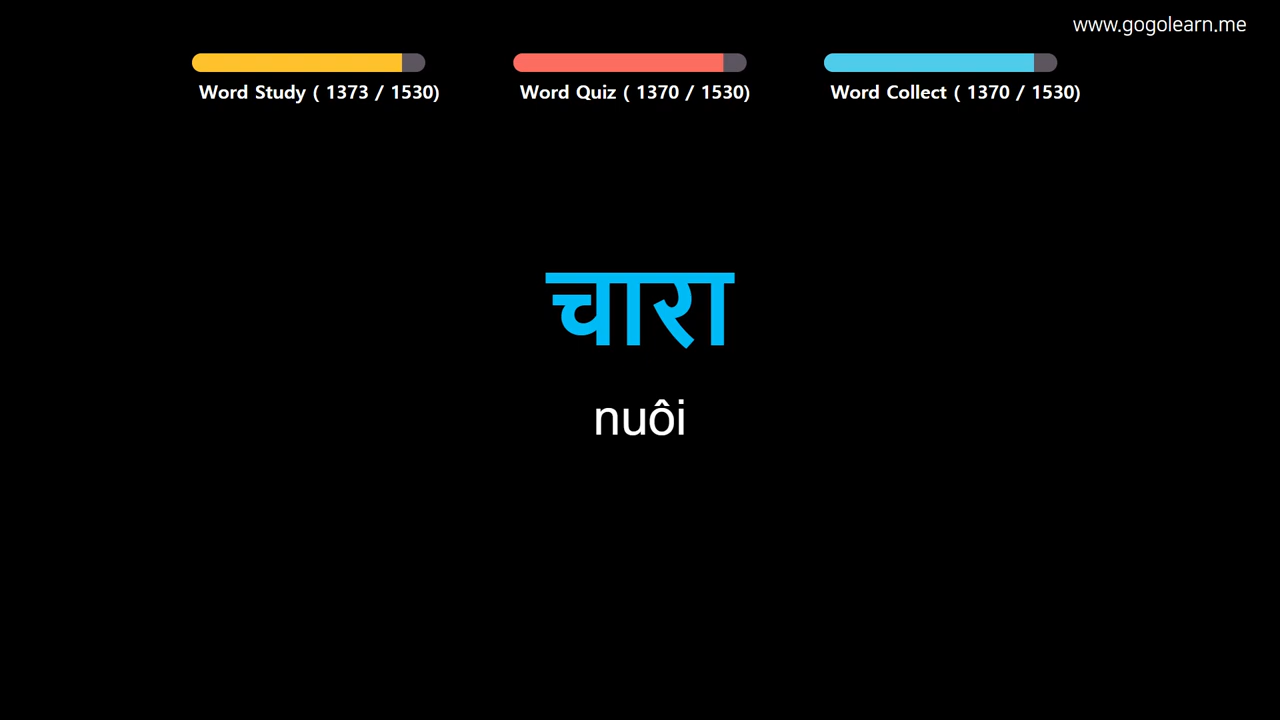 www.gogolearn.me
Word Study ( 1373 / 1530)
Word Quiz ( 1370 / 1530)
Word Collect ( 1370 / 1530)
चारा
nuôi